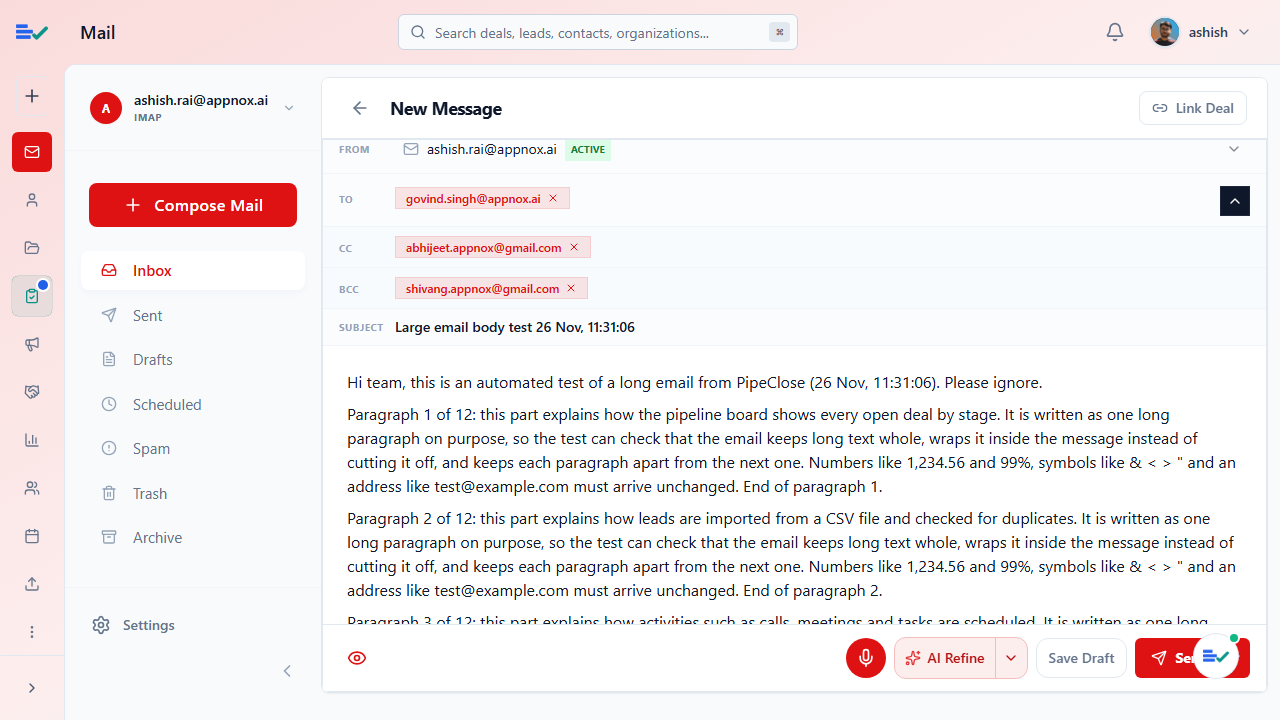 Mail
Search deals, leads, contacts, organizations...
⌘
ashish
A
ashish.rai@appnox.ai
IMAP
Compose Mail
Inbox
Sent
Drafts
Scheduled
Spam
Trash
Archive
Settings
New Message
Link Deal
FROM ashish.rai@appnox.ai ACTIVE
TO govind.singh@appnox.ai
CC abhijeet.appnox@gmail.com
BCC shivang.appnox@gmail.com
SUBJECT Large email body test 26 Nov, 11:31:06
Hi team, this is an automated test of a long email from PipeClose (26 Nov, 11:31:06). Please ignore.
Paragraph 1 of 12: this part explains how the pipeline board shows every open deal by stage. It is written as one long
paragraph on purpose, so the test can check that the email keeps long text whole, wraps it inside the message instead of
cutting it off, and keeps each paragraph apart from the next one. Numbers like 1,234.56 and 99%, symbols like & < > " and an
address like test@example.com must arrive unchanged. End of paragraph 1.
Paragraph 2 of 12: this part explains how leads are imported from a CSV file and checked for duplicates. It is written as one
long paragraph on purpose, so the test can check that the email keeps long text whole, wraps it inside the message instead of
cutting it off, and keeps each paragraph apart from the next one. Numbers like 1,234.56 and 99%, symbols like & < > " and an
address like test@example.com must arrive unchanged. End of paragraph 2.
Paragraph 3 of 12: this part explains how activities such as calls, meetings and tasks are scheduled. It is written as one long
AI Refine
Save Draft